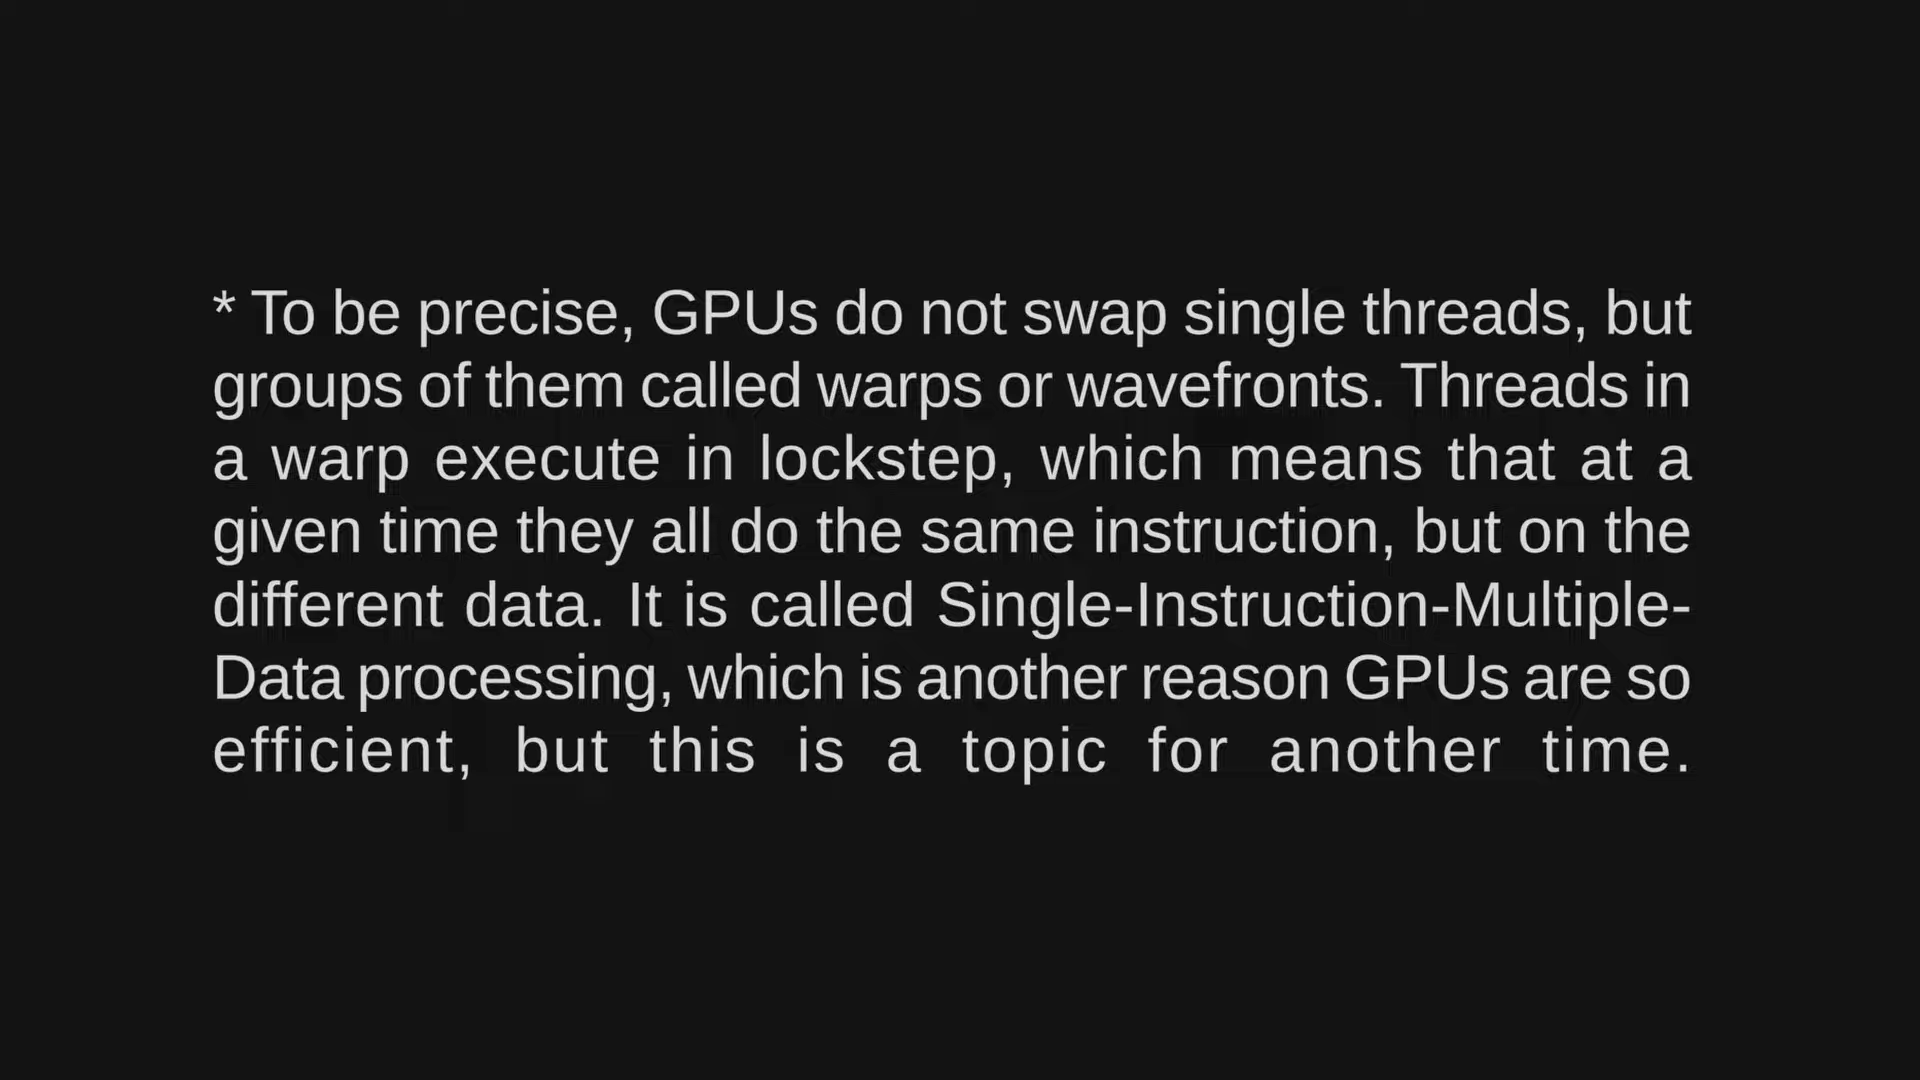 * To be precise, GPUs do not swap single threads, but
groups of them called warps or wavefronts. Threads in
a warp execute in lockstep, which means that at a
given time they all do the same instruction, but on the
different data. It is called Single-Instruction-Multiple-
Data processing, which is another reason GPUs are so
efficient, but this is a topic for another time.